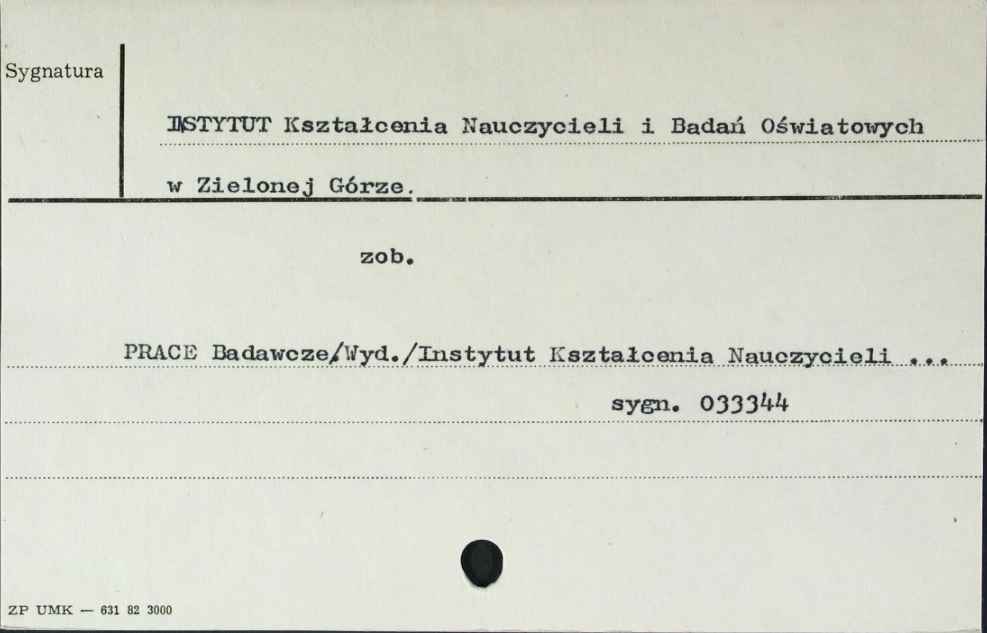 Sygnatura
INSTYTUT Kształcenia Nauczycieli i Badań Oświatowych
w Zielonej Górze.
zob.
PRACE Badawcze/Wyd./Instytut Kształcenia Nauczycieli ...
sygn. 033344
ZP UMK — 631 82 3000